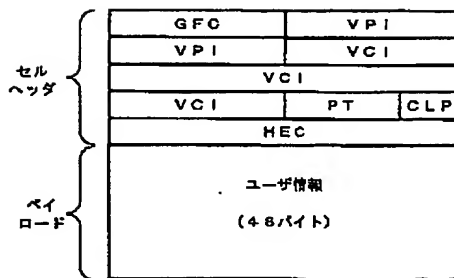 GFC VPI
VPI VCI
セル
ヘッダ
VCI
VCI PT CLP
HEC
ユーザ情報
ペイ
ロード
(48バイト)